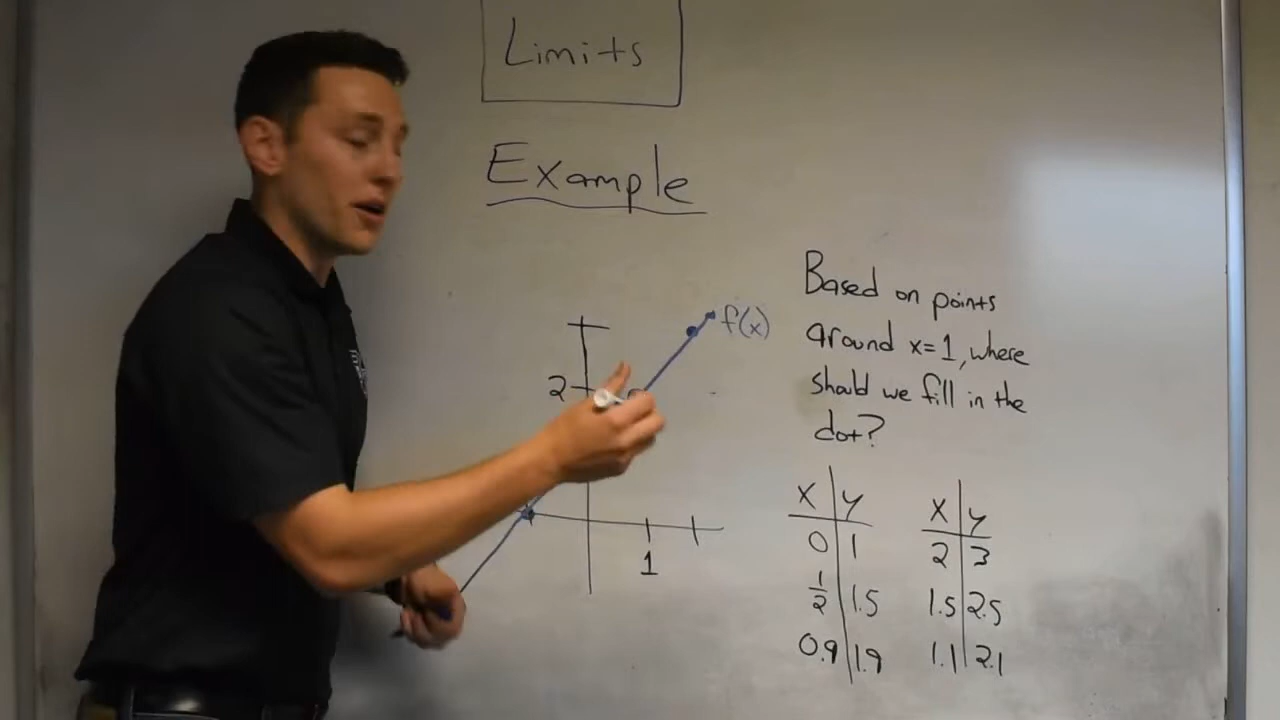 Limits
Example
Based on points
around x=1, where
should we fill in the
dot?
f(x)
2
1
x y
0 1
1/2 1.5
0.9 1.9
x y
2 3
1.5 2.5
1.1 2.1